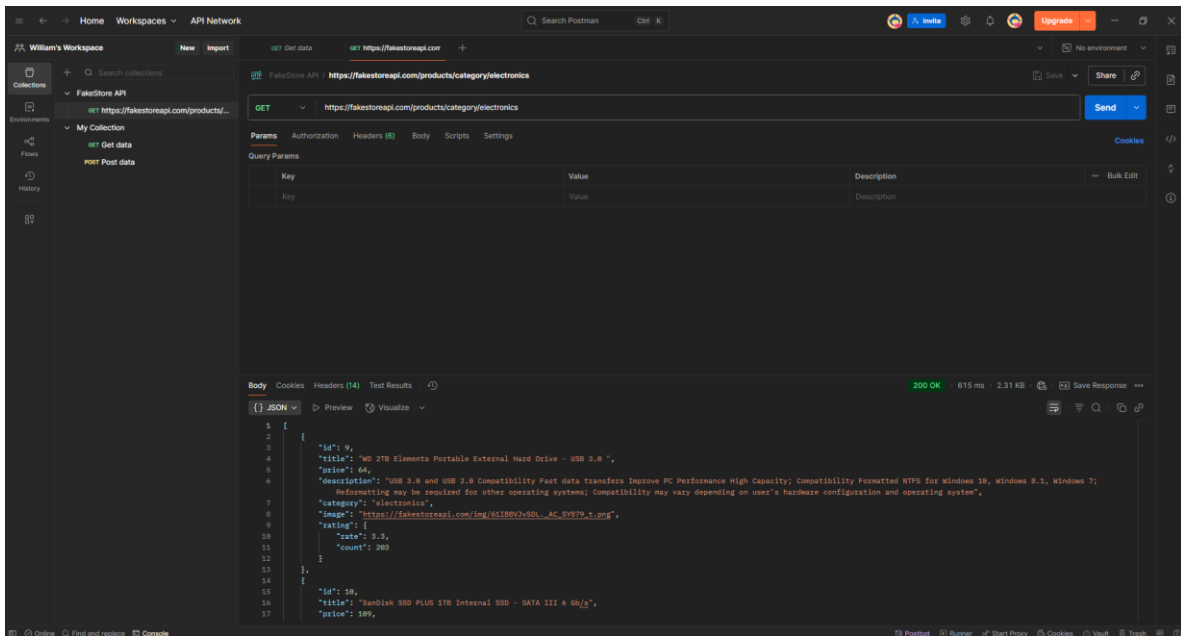 Home Workspaces API Network Search Postman Ctrl K Invite Upgrade
William's Workspace New Import GET Get data GET https://fakestoreapi.com No environment
Collections
Environments
Flows
History
Search collections
FakeStore API
GET https://fakestoreapi.com/products/...
My Collection
GET Get data
POST Post data
FakeStore API / https://fakestoreapi.com/products/category/electronics Save Share
GET https://fakestoreapi.com/products/category/electronics Send
Params Authorization Headers (6) Body Scripts Settings Cookies
Query Params
Key Value Description Bulk Edit
Key Value Description
Body Cookies Headers (14) Test Results 200 OK 615 ms 2.31 KB Save Response
{} JSON Preview Visualize
1 [
2 {
3 "id": 9,
4 "title": "WD 2TB Elements Portable External Hard Drive - USB 3.0 ",
5 "price": 64,
6 "description": "USB 3.0 and USB 2.0 Compatibility Fast data transfers Improve PC Performance High Capacity; Compatibility Formatted NTFS for Windows 10, Windows 8.1, Windows 7;
Reformatting may be required for other operating systems; Compatibility may vary depending on user's hardware configuration and operating system",
7 "category": "electronics",
8 "image": "https://fakestoreapi.com/img/61IBBVJvSDL._AC_SY879_t.png",
9 "rating": {
10 "rate": 3.3,
11 "count": 203
12 }
13 },
14 {
15 "id": 10,
16 "title": "SanDisk SSD PLUS 1TB Internal SSD - SATA III 6 Gb/s",
17 "price": 109,
Online Find and replace Console Postbot Runner Start Proxy Cookies Vault Trash